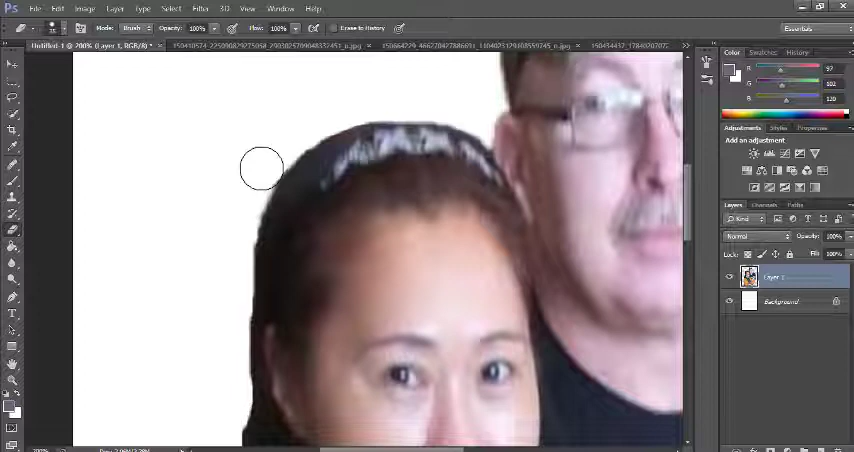 Ps File Edit Image Layer Type Select Filter 3D View Window Help
Mode: Brush Opacity: 100% Flow: 100% Erase to History
Essentials
Untitled-1 @ 200% (Layer 1, RGB/8) *
Color Swatches History
R 97
G 102
B 120
Adjustments Styles Properties
Add an adjustment
Layers Channels Paths
Kind
Normal Opacity: 100%
Lock: Fill: 100%
Layer 1
Background
200%